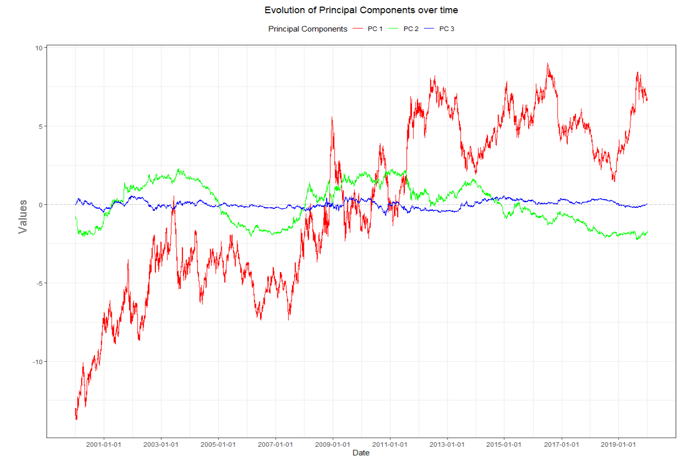 Evolution of Principal Components over time
Principal Components PC 1 PC 2 PC 3
10
5
0
-5
-10
Values
2001-01-01 2003-01-01 2005-01-01 2007-01-01 2009-01-01 2011-01-01 2013-01-01 2015-01-01 2017-01-01 2019-01-01
Date